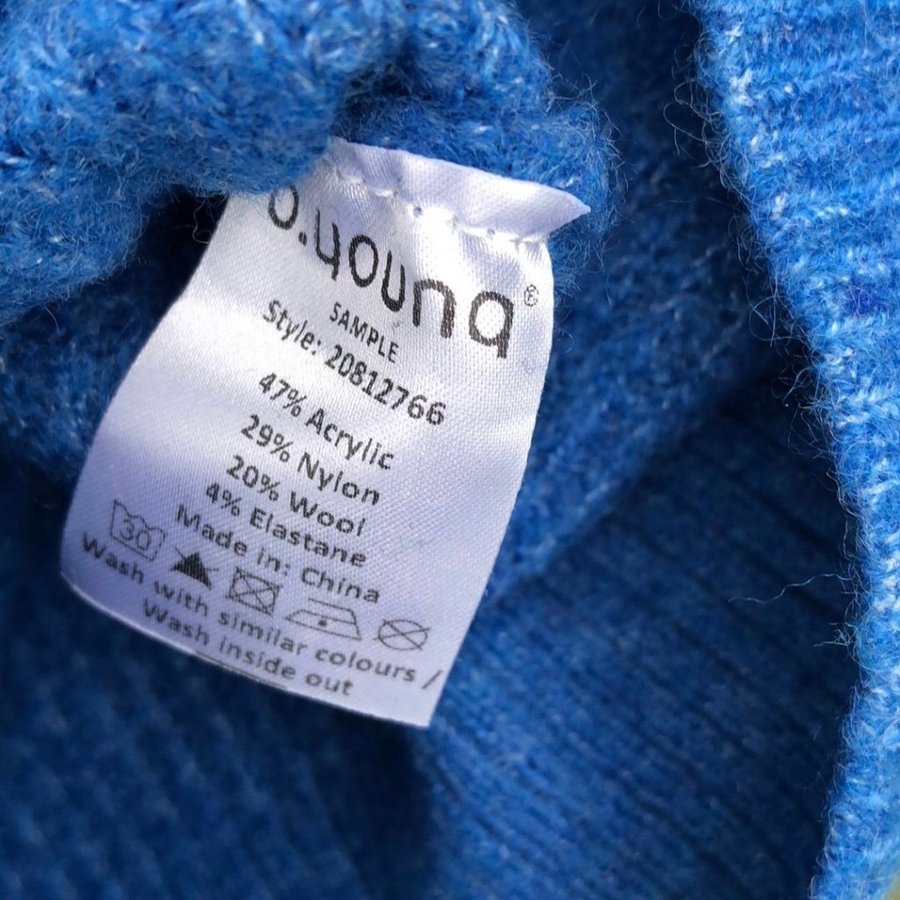 b.young®
SAMPLE
Style: 20812766
47% Acrylic
29% Nylon
20% Wool
4% Elastane
Made in: China
30
Wash with similar colours /
Wash inside out